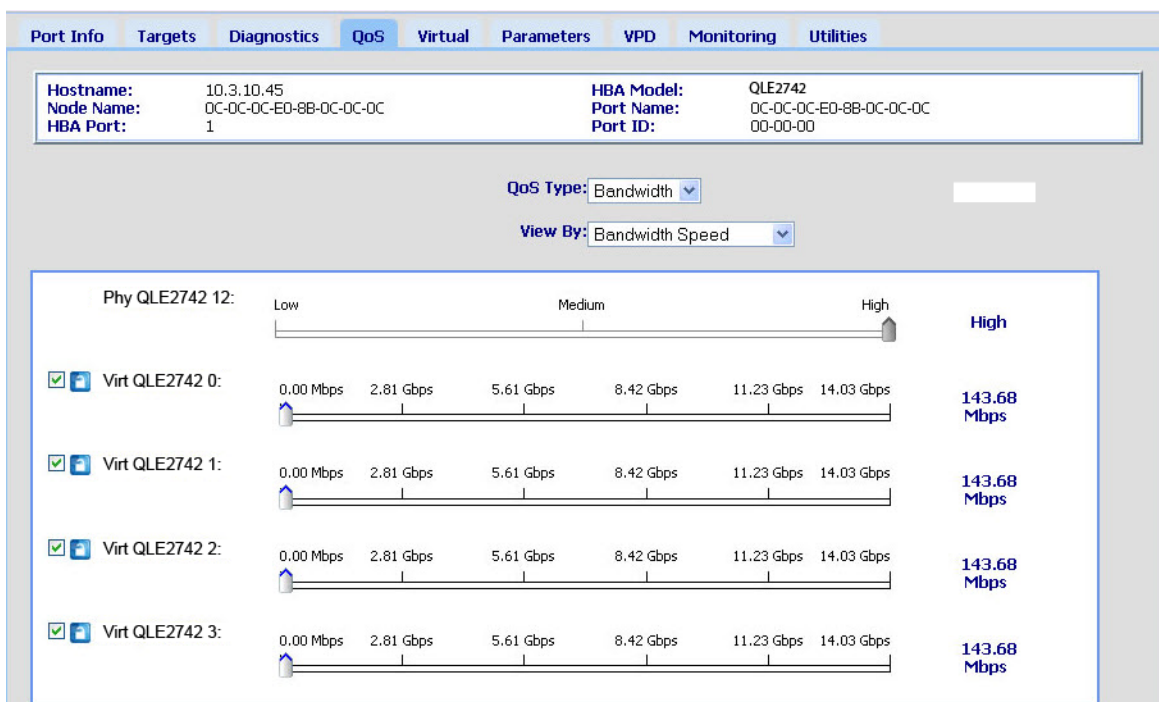 Port Info Targets Diagnostics QoS Virtual Parameters VPD Monitoring Utilities
Hostname: 10.3.10.45 HBA Model: QLE2742
Node Name: 0C-0C-0C-E0-8B-0C-0C-0C Port Name: 0C-0C-0C-E0-8B-0C-0C-0C
HBA Port: 1 Port ID: 00-00-00
QoS Type: Bandwidth
View By: Bandwidth Speed
Phy QLE2742 12: Low Medium High High
Virt QLE2742 0: 0.00 Mbps 2.81 Gbps 5.61 Gbps 8.42 Gbps 11.23 Gbps 14.03 Gbps 143.68
Mbps
Virt QLE2742 1: 0.00 Mbps 2.81 Gbps 5.61 Gbps 8.42 Gbps 11.23 Gbps 14.03 Gbps 143.68
Mbps
Virt QLE2742 2: 0.00 Mbps 2.81 Gbps 5.61 Gbps 8.42 Gbps 11.23 Gbps 14.03 Gbps 143.68
Mbps
Virt QLE2742 3: 0.00 Mbps 2.81 Gbps 5.61 Gbps 8.42 Gbps 11.23 Gbps 14.03 Gbps 143.68
Mbps